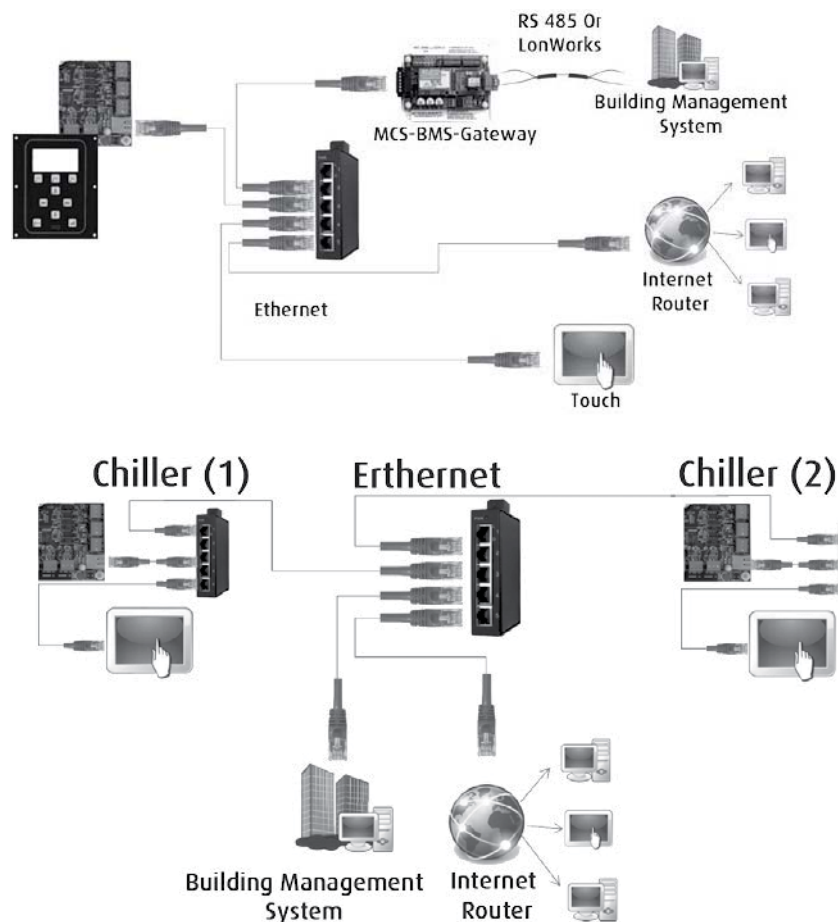 RS 485 Or
LonWorks
MCS-BMS-Gateway
Building Management
System
Internet
Router
Ethernet
Touch
Chiller (1)
Erthernet
Chiller (2)
Building Management
System
Internet
Router